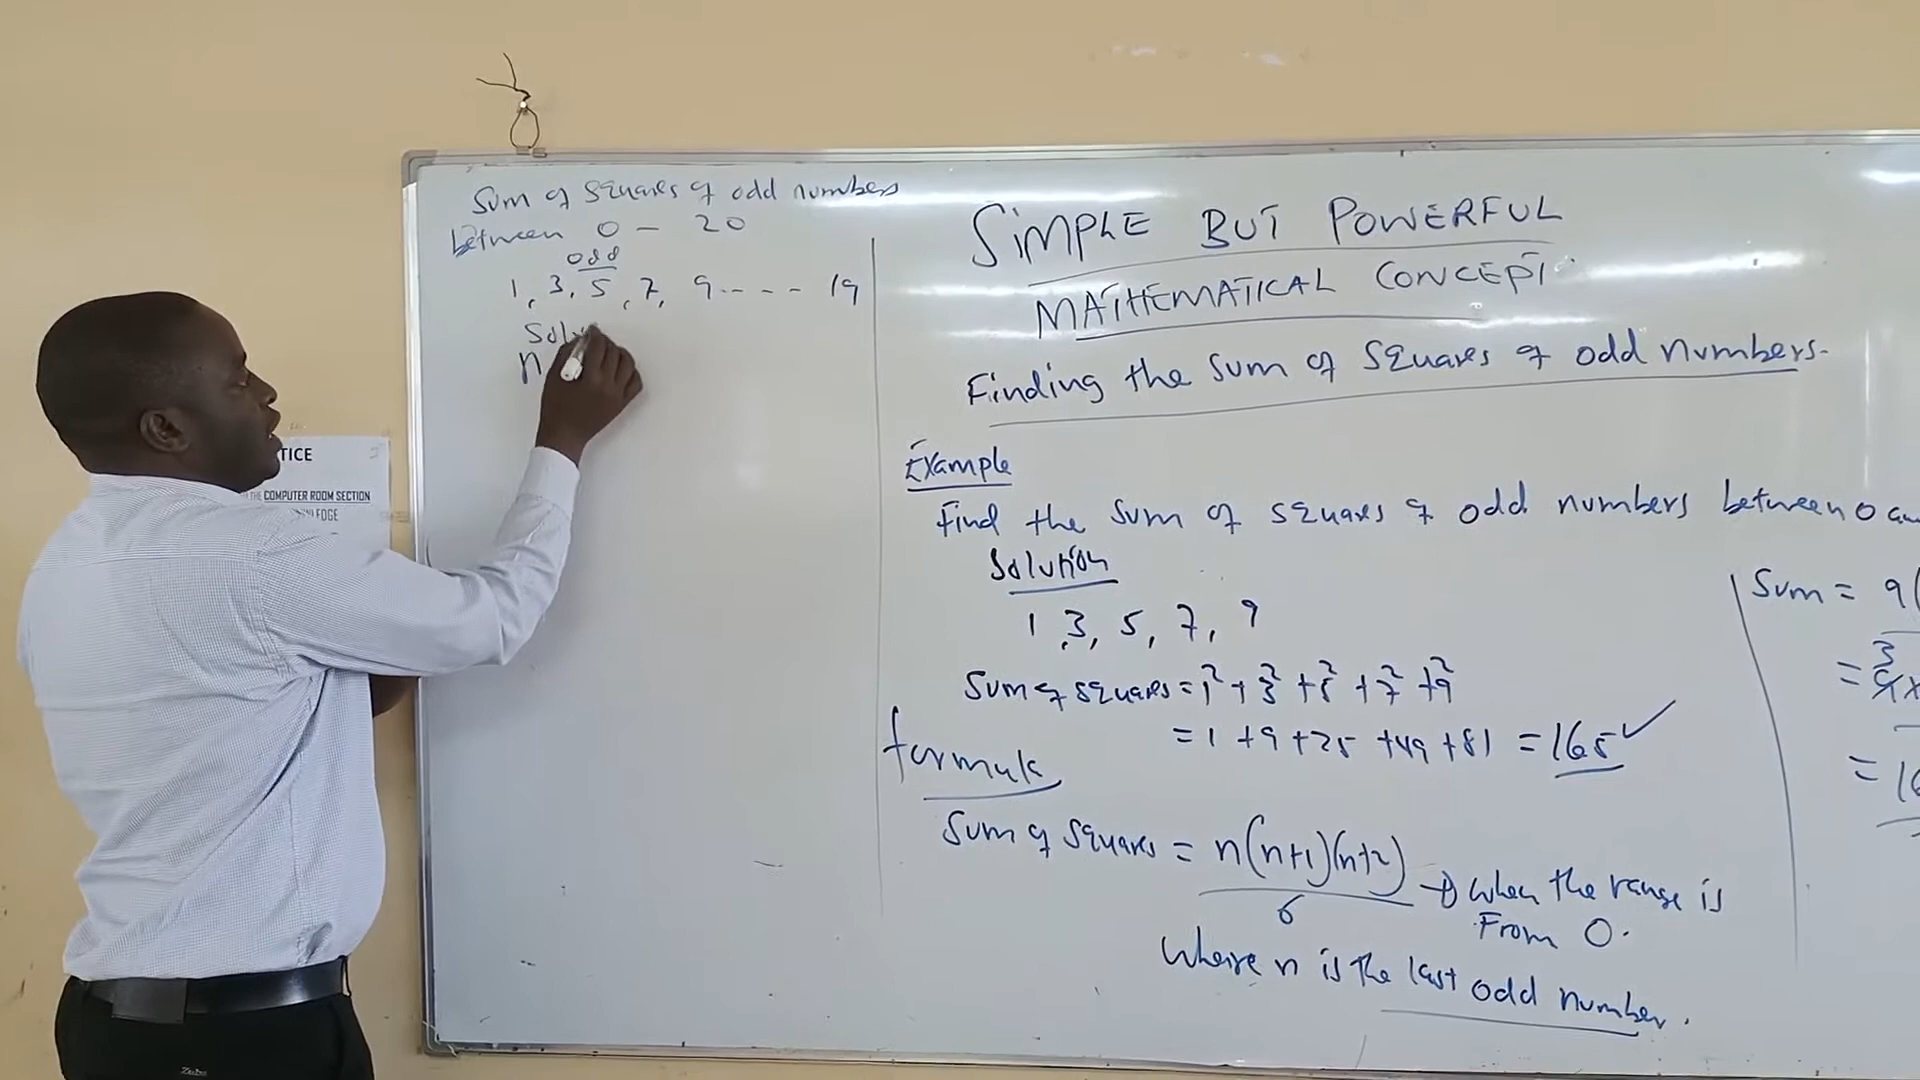 Sum of squares of odd numbers
between 0 - 20
odd
1, 3, 5, 7, 9 ---- 19
n
SIMPLE BUT POWERFUL
MATHEMATICAL CONCEPT.
Finding the sum of squares of odd numbers.
Example
Find the sum of squares of odd numbers between 0
Solution
1, 3, 5, 7, 9
Sum of squares = 1² + 3² + 5² + 7² + 9²
= 1 + 9 + 25 + 49 + 81 = 165 ✓
formula
Sum of squares = n(n+1)(n+2) → when the range is
6
From 0.
where n is the last odd number.
Sum = 9(
3
= 9x
= 16
TICE
THE COMPUTER ROOM SECTION